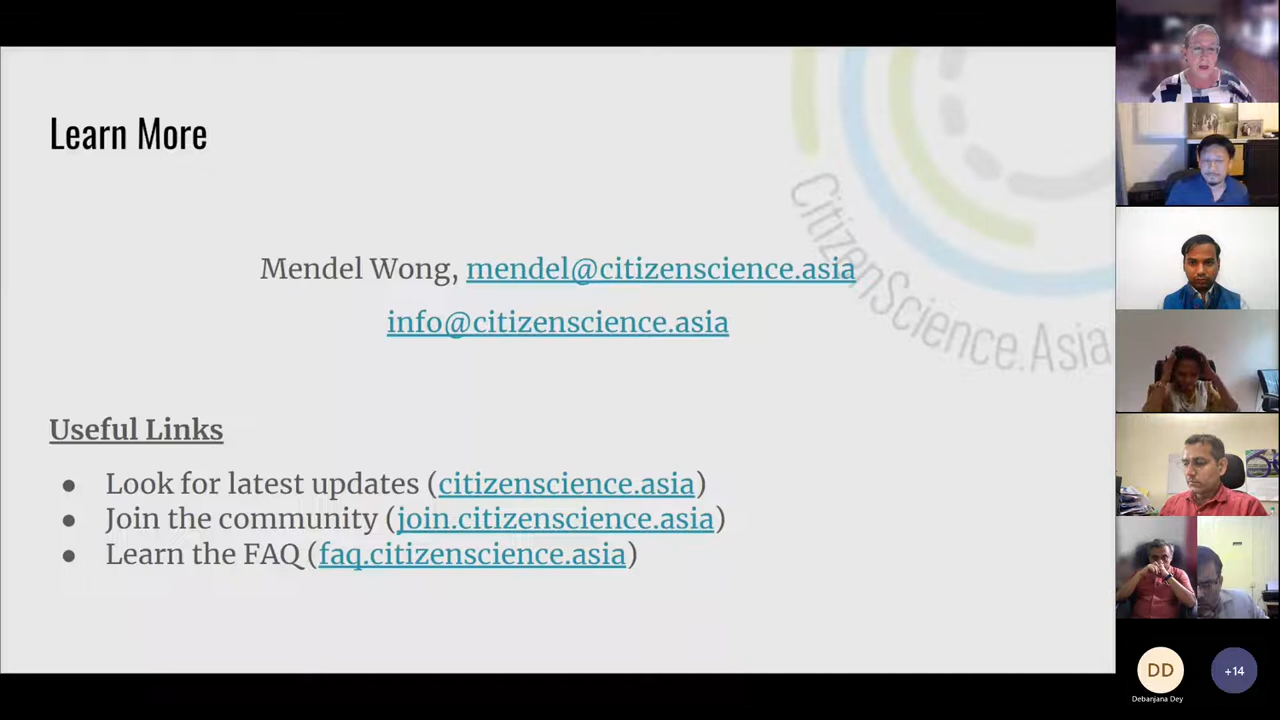 Learn More
Mendel Wong, mendel@citizenscience.asia
info@citizenscience.asia
CitizenScience.Asia
Useful Links
● Look for latest updates (citizenscience.asia)
● Join the community (join.citizenscience.asia)
● Learn the FAQ (faq.citizenscience.asia)
DD
Debanjana Dey
+14